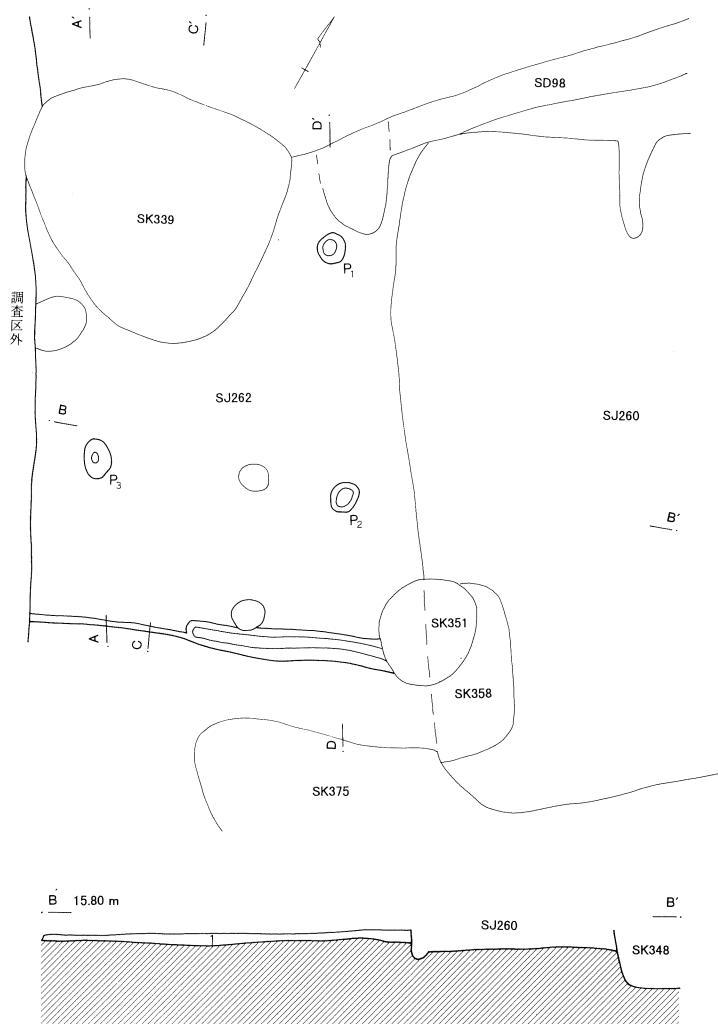 A′
C′
SD98
D′
SK339
P1
調査区外
SJ262
B
SJ260
P3
P2
B′
SK351
A
C
SK358
D
SK375
B 15.80 m
B′
SJ260
1
SK348